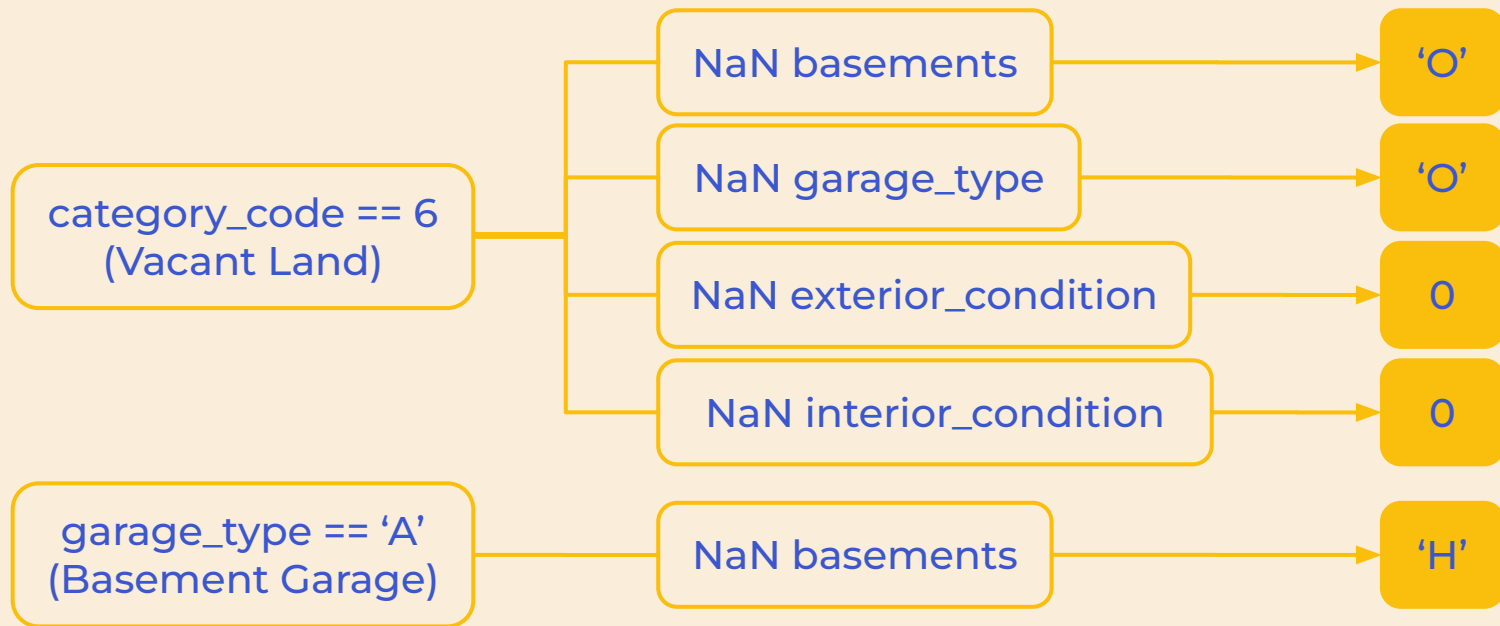 NaN basements
‘O’
NaN garage_type
‘O’
category_code == 6
(Vacant Land)
NaN exterior_condition
0
NaN interior_condition
0
garage_type == ‘A’
(Basement Garage)
NaN basements
‘H’